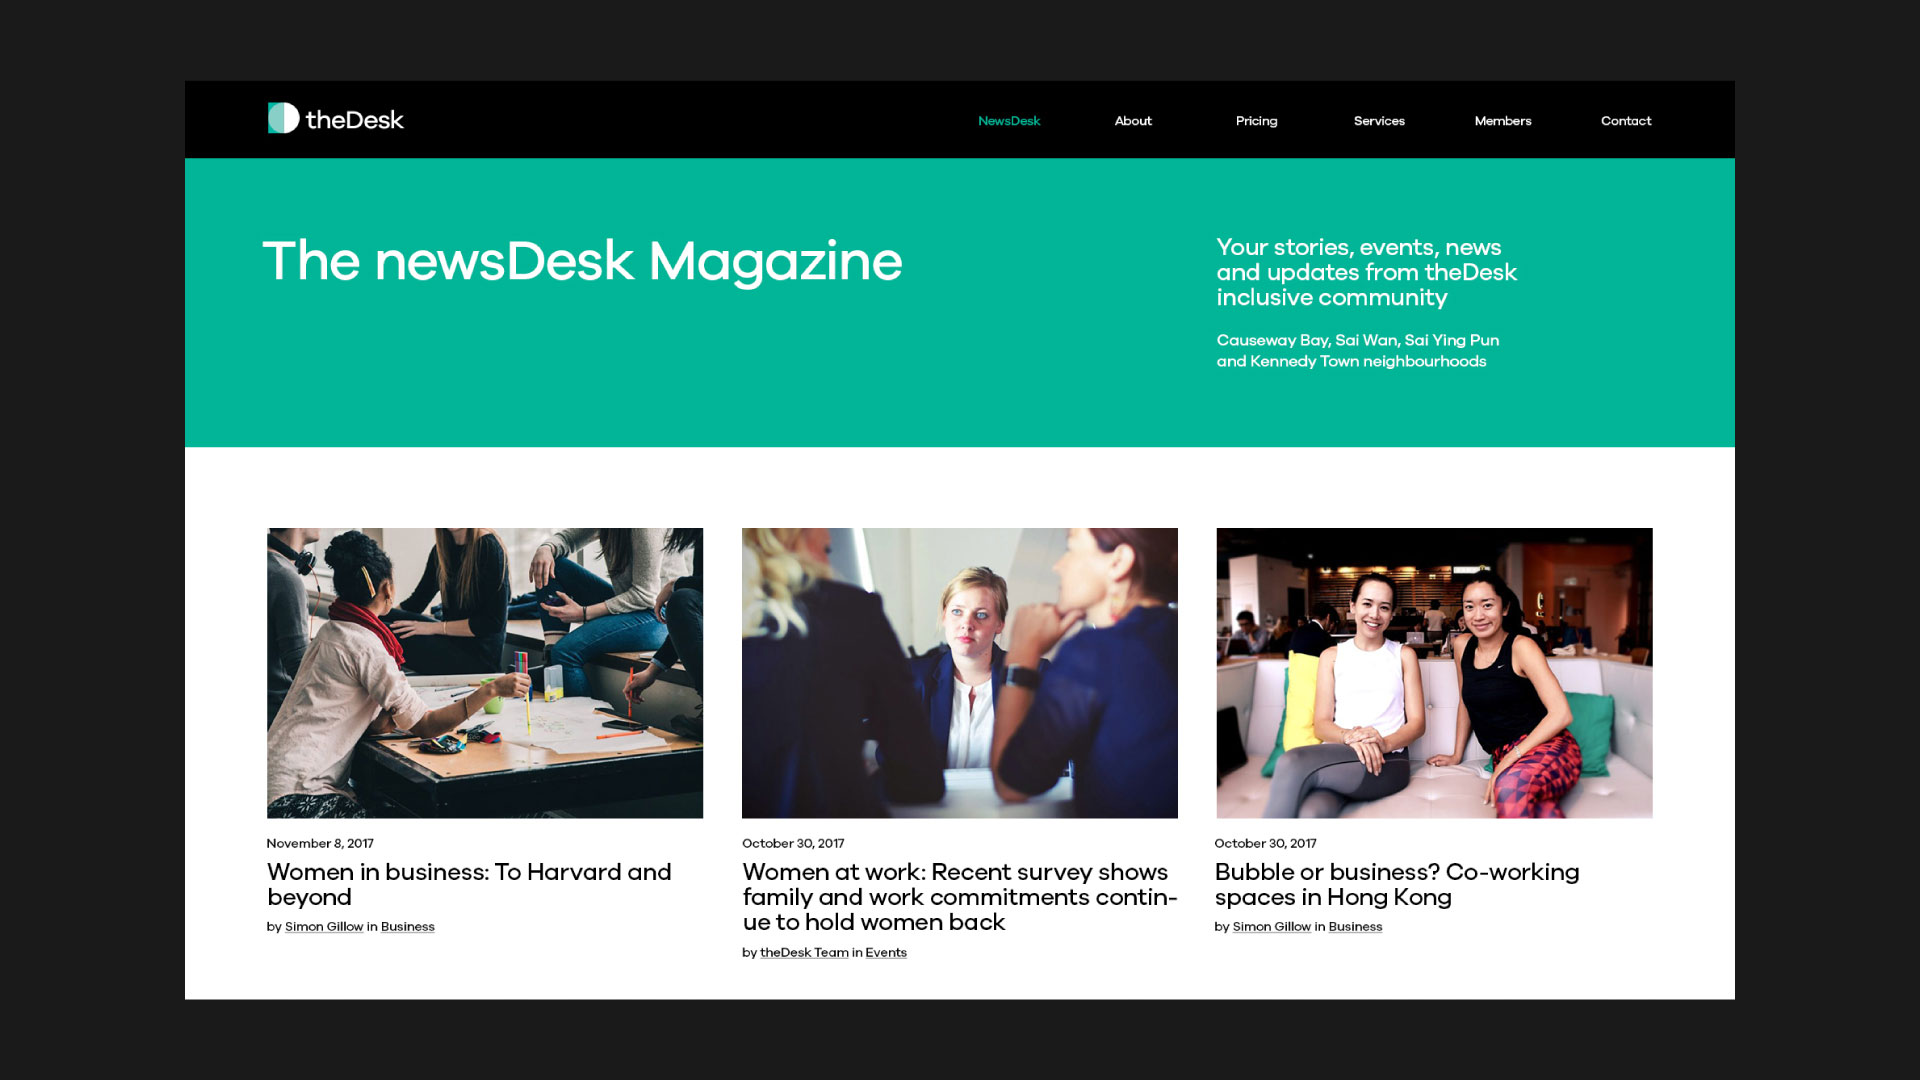 theDesk
NewsDesk
About
Pricing
Services
Members
Contact
The newsDesk Magazine
Your stories, events, news
and updates from theDesk
inclusive community
Causeway Bay, Sai Wan, Sai Ying Pun
and Kennedy Town neighbourhoods
November 8, 2017
Women in business: To Harvard and
beyond
by Simon Gillow in Business
October 30, 2017
Women at work: Recent survey shows
family and work commitments contin-
ue to hold women back
by theDesk Team in Events
October 30, 2017
Bubble or business? Co-working
spaces in Hong Kong
by Simon Gillow in Business